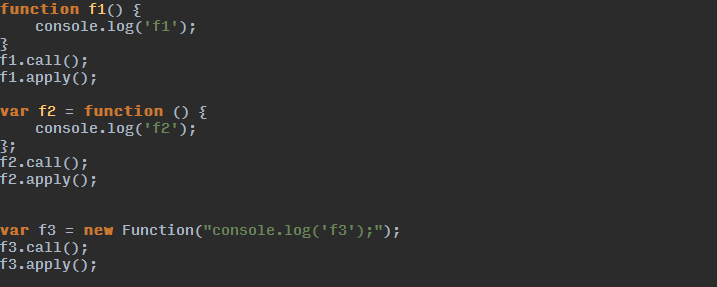 function f1() {
    console.log('f1');
}
f1.call();
f1.apply();

var f2 = function () {
    console.log('f2');
};
f2.call();
f2.apply();


var f3 = new Function("console.log('f3');");
f3.call();
f3.apply();